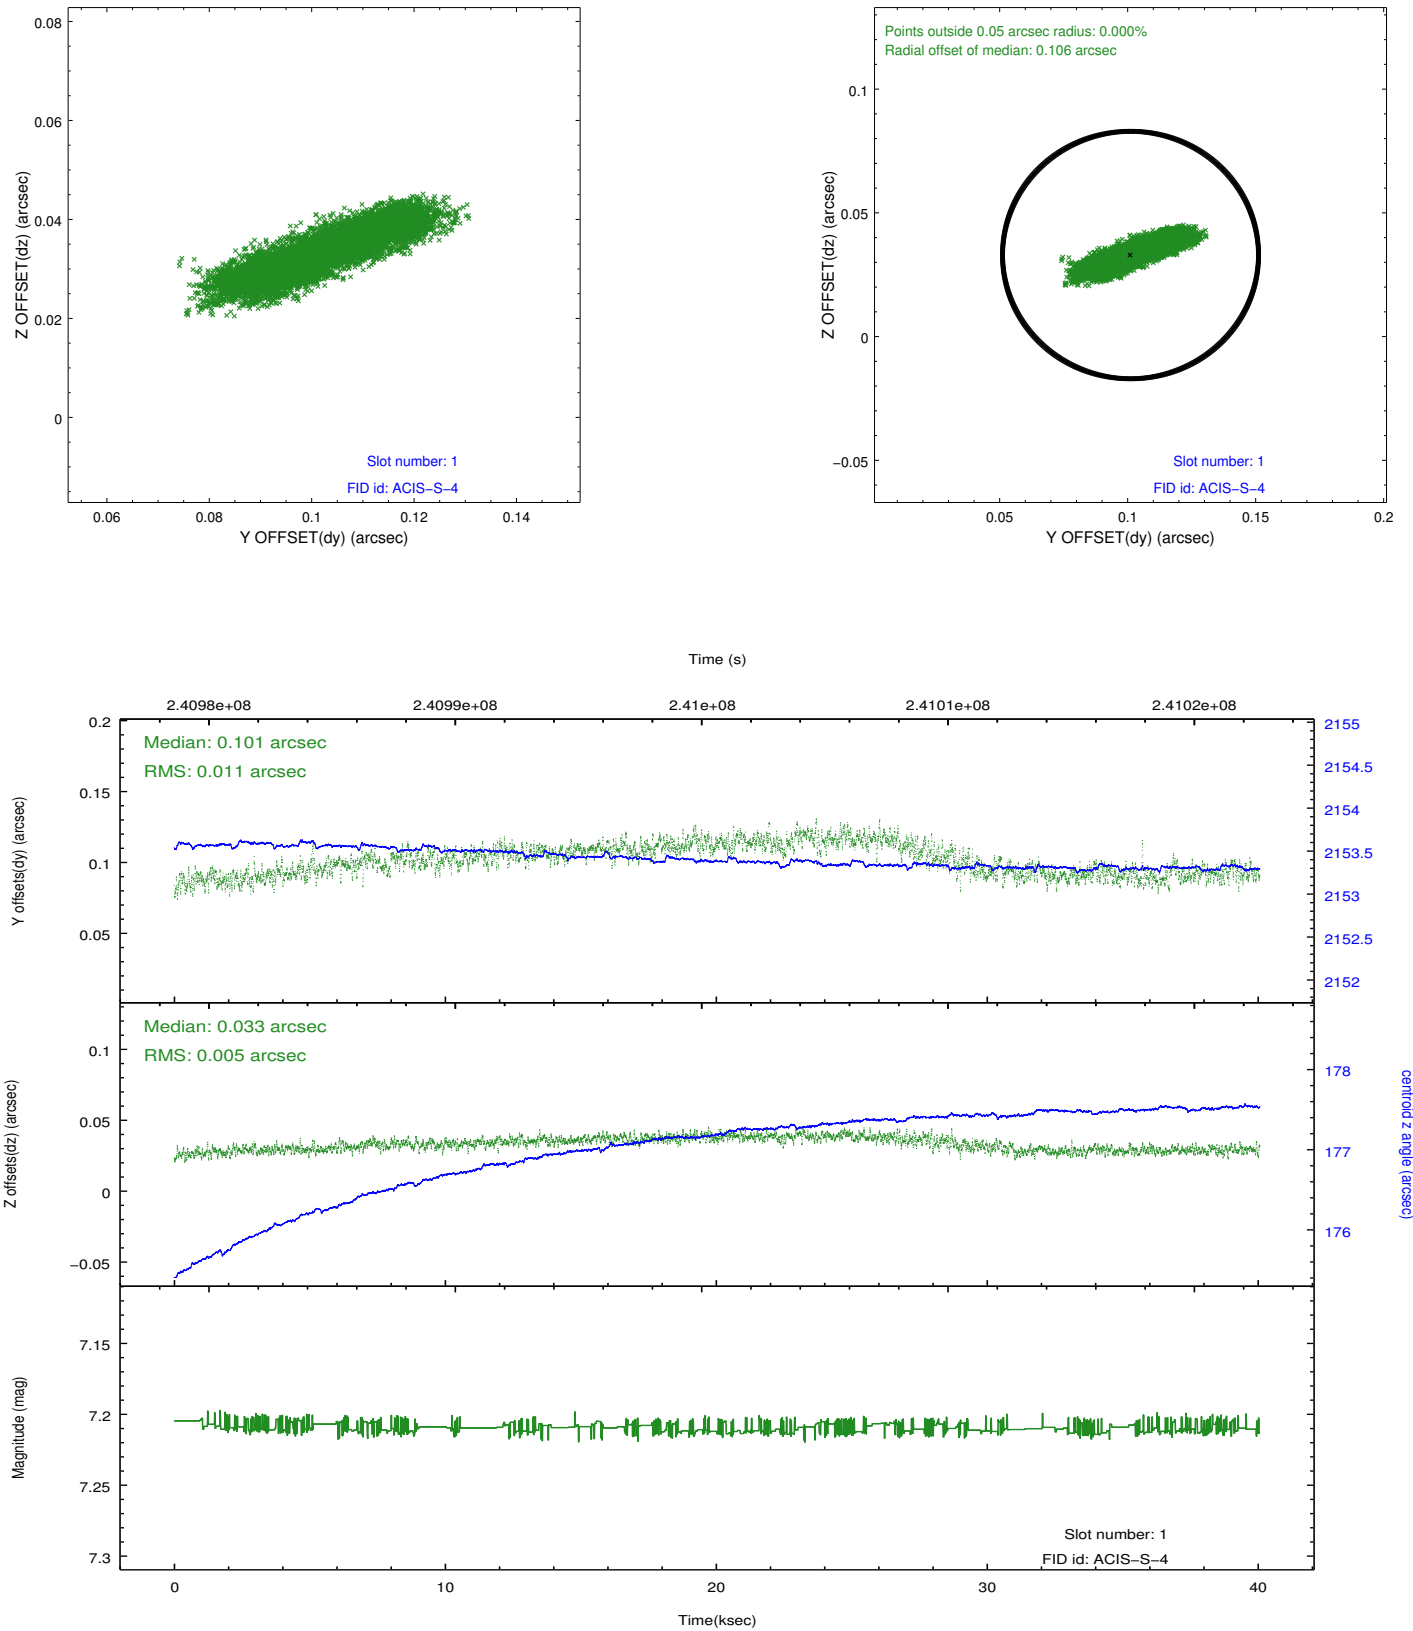 0.08
0.06
0.04
0.02
0
Z OFFSET(dz) (arcsec)
Slot number: 1
FID id: ACIS−S−4
0.06 0.08 0.1 0.12 0.14
Y OFFSET(dy) (arcsec)
Points outside 0.05 arcsec radius: 0.000%
Radial offset of median: 0.106 arcsec
0.1
0.05
0
−0.05
Z OFFSET(dz) (arcsec)
Slot number: 1
FID id: ACIS−S−4
0.05 0.1 0.15 0.2
Y OFFSET(dy) (arcsec)
Time (s)
2.4098e+08 2.4099e+08 2.41e+08 2.4101e+08 2.4102e+08
Median: 0.101 arcsec
RMS: 0.011 arcsec
0.2
0.15
0.1
0.05
Y offsets(dy) (arcsec)
2155
2154.5
2154
2153.5
2153
2152.5
2152
Median: 0.033 arcsec
RMS: 0.005 arcsec
0.1
0.05
0
−0.05
Z offsets(dz) (arcsec)
178
177
176
centroid z angle (arcsec)
7.15
7.2
7.25
7.3
Magnitude (mag)
Slot number: 1
FID id: ACIS−S−4
0 10 20 30 40
Time(ksec)